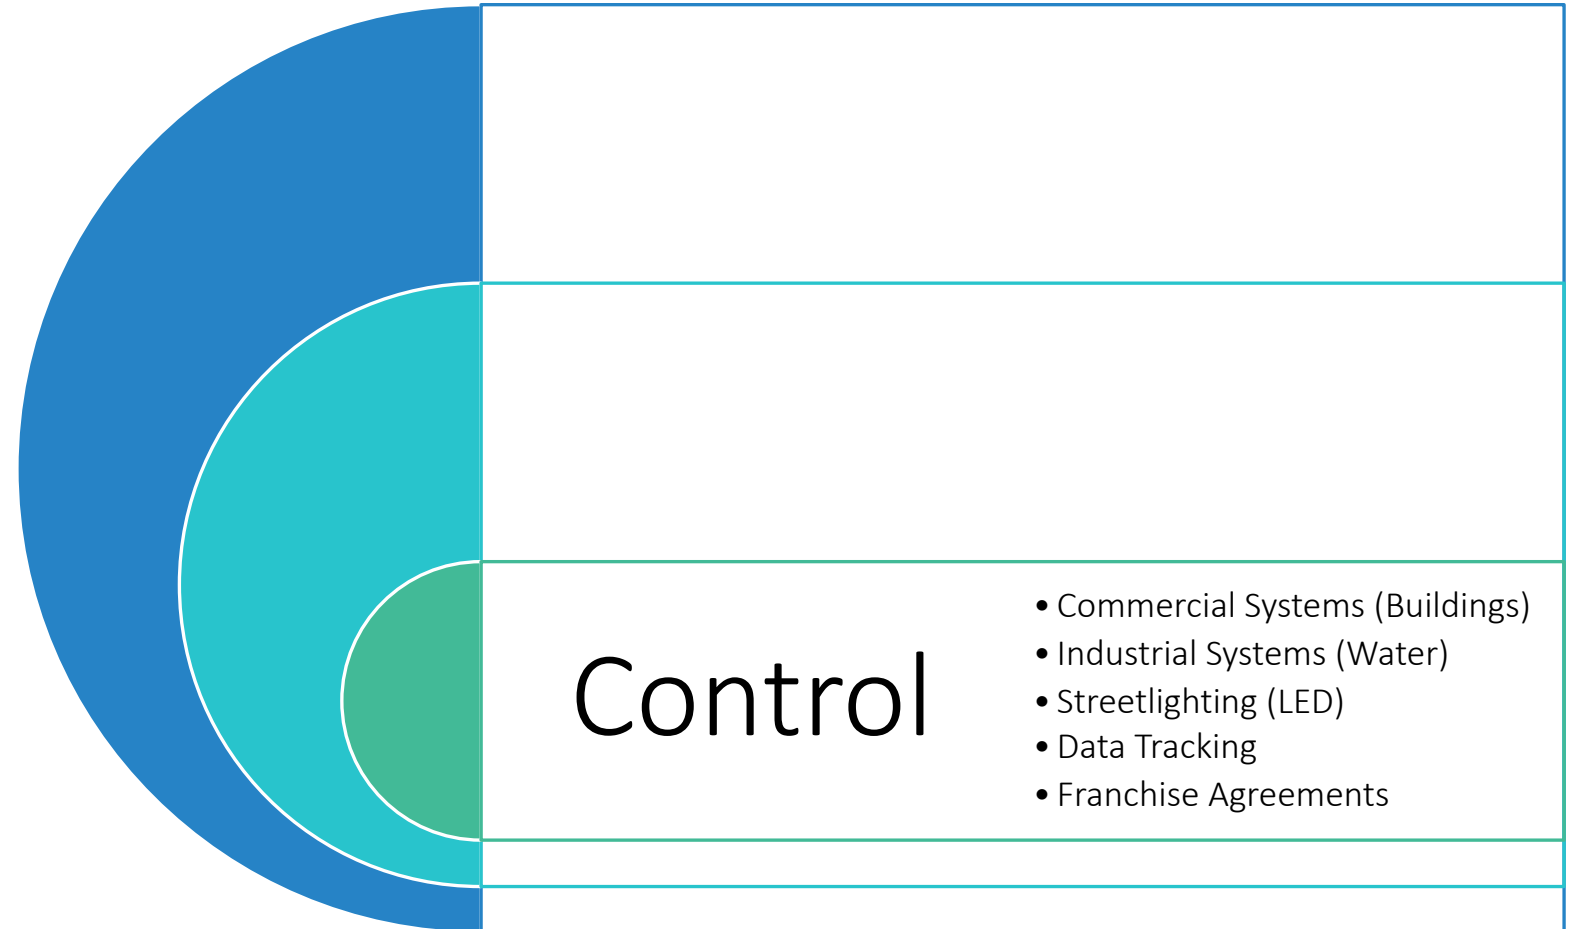 Control
• Commercial Systems (Buildings)
• Industrial Systems (Water)
• Streetlighting (LED)
• Data Tracking
• Franchise Agreements